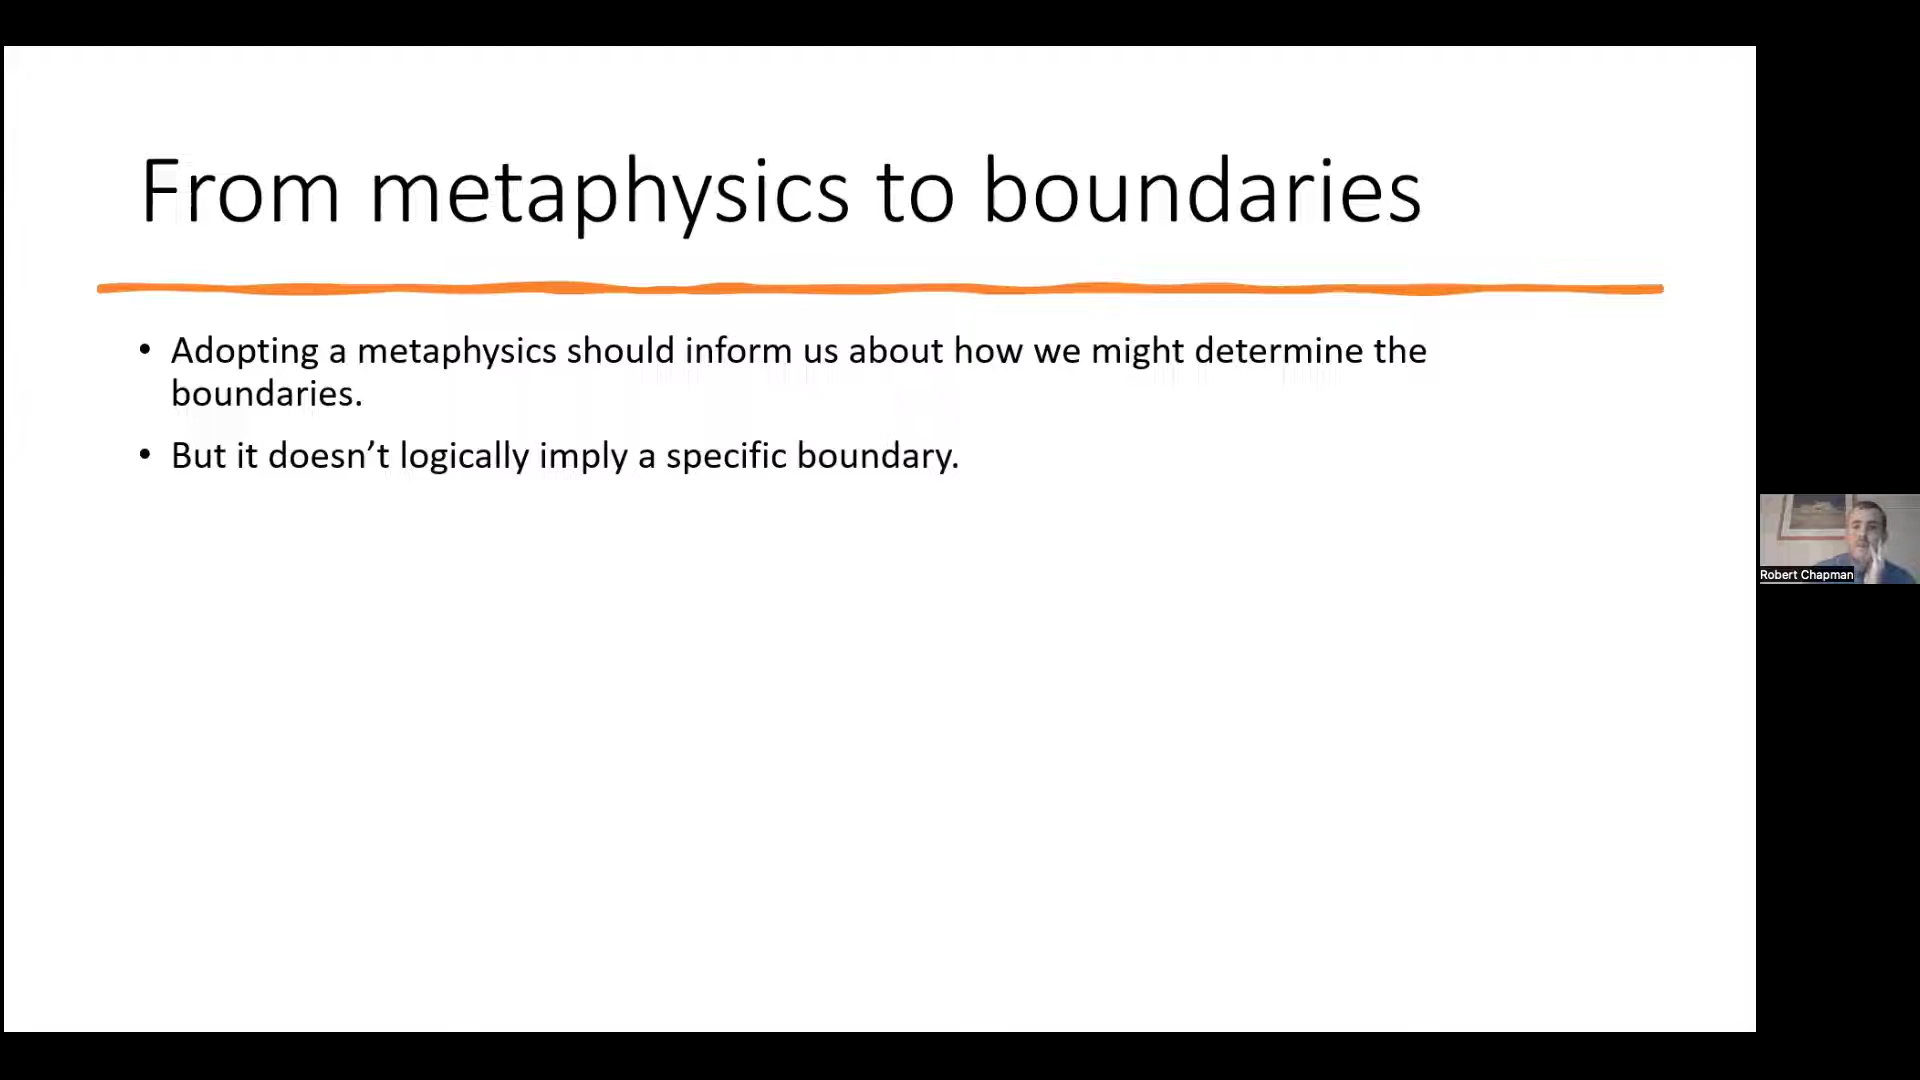 From metaphysics to boundaries
• Adopting a metaphysics should inform us about how we might determine the
boundaries.
• But it doesn’t logically imply a specific boundary.
Robert Chapman